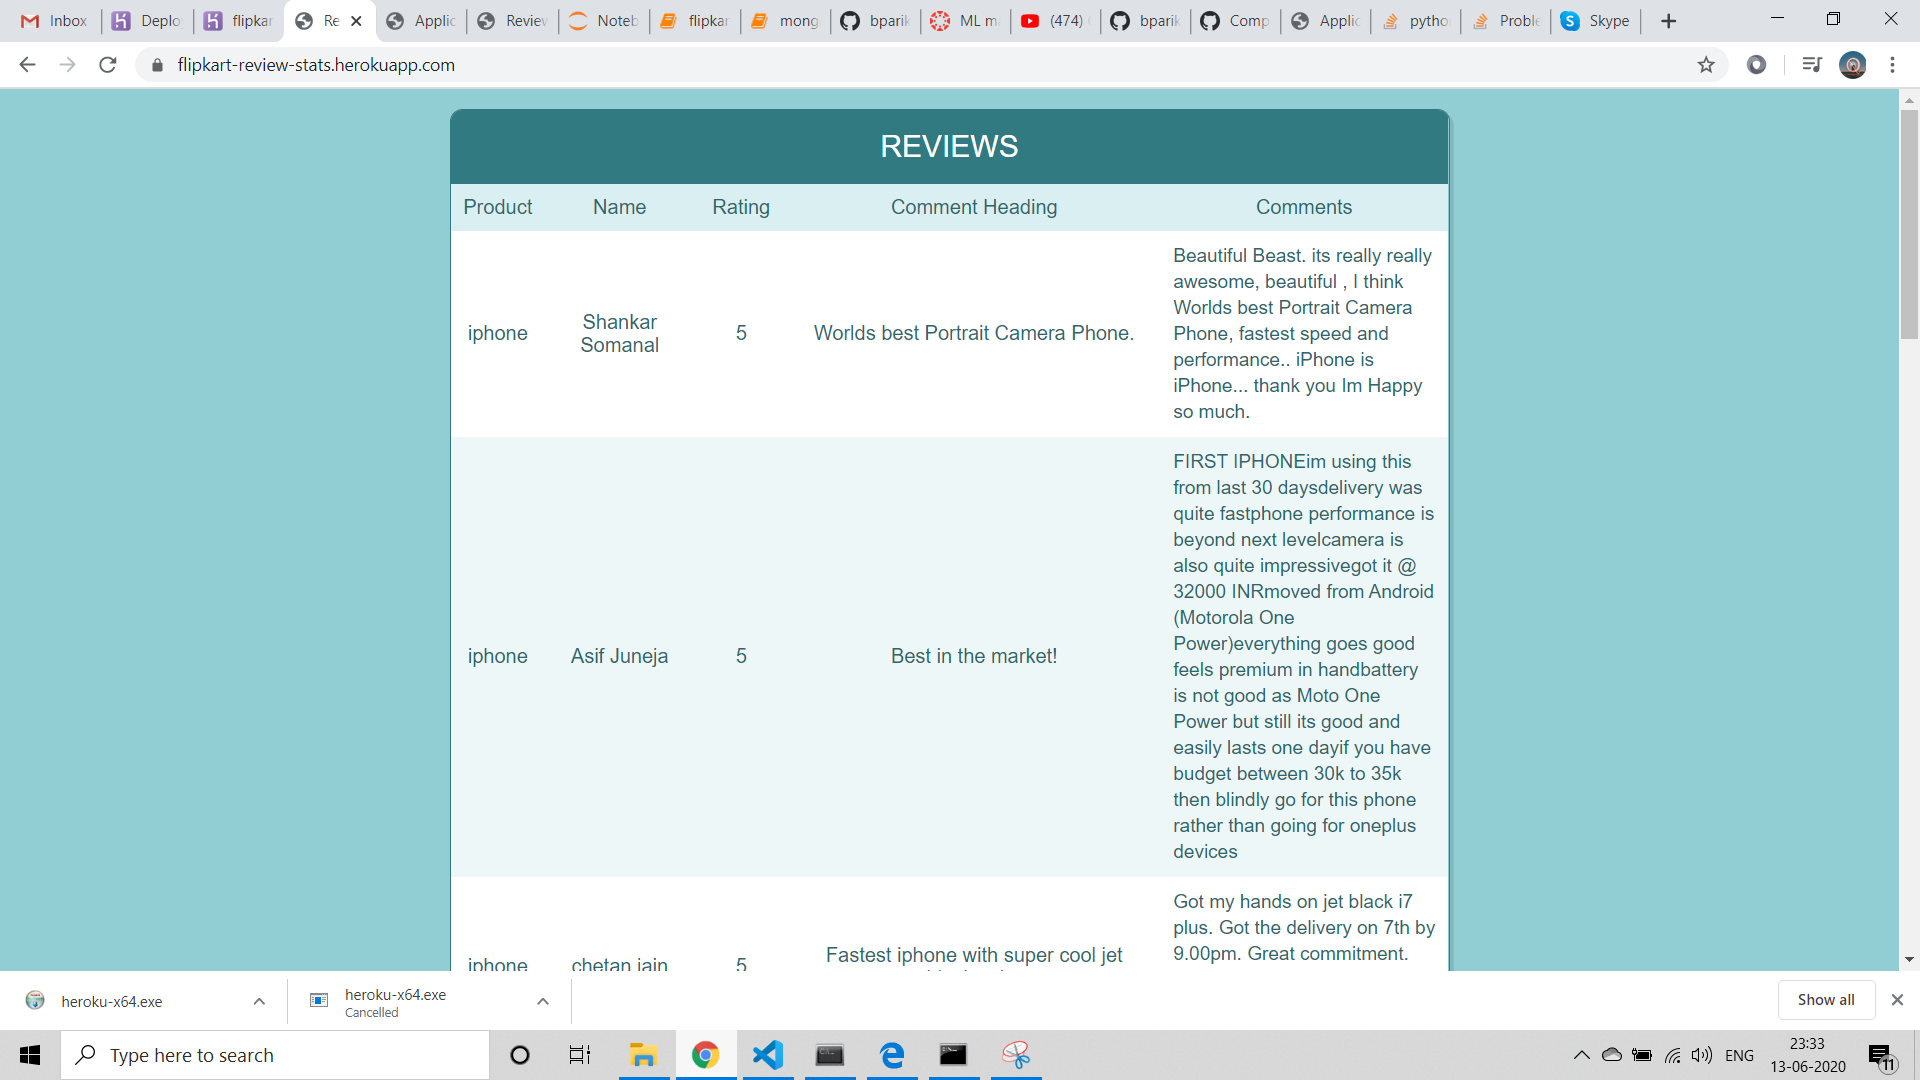 Inbox
Deplo
flipkar
Re
Applic
Review
Noteb
flipkar
mong
bparik
ML m
(474)
bparik
Comp
Applic
pytho
Proble
Skype
flipkart-review-stats.herokuapp.com
REVIEWS
Product Name Rating Comment Heading Comments
iphone
Shankar
Somanal
5
Worlds best Portrait Camera Phone.
Beautiful Beast. its really really
awesome, beautiful , I think
Worlds best Portrait Camera
Phone, fastest speed and
performance.. iPhone is
iPhone... thank you Im Happy
so much.
iphone
Asif Juneja
5
Best in the market!
FIRST IPHONEim using this
from last 30 daysdelivery was
quite fastphone performance is
beyond next levelcamera is
also quite impressivegot it @
32000 INRmoved from Android
(Motorola One
Power)everything goes good
feels premium in handbattery
is not good as Moto One
Power but still its good and
easily lasts one dayif you have
budget between 30k to 35k
then blindly go for this phone
rather than going for oneplus
devices
iphone
chetan jain
5
Fastest iphone with super cool jet
Got my hands on jet black i7
plus. Got the delivery on 7th by
9.00pm. Great commitment.
heroku-x64.exe
heroku-x64.exe
Cancelled
Show all
Type here to search
ENG
23:33
13-06-2020
11